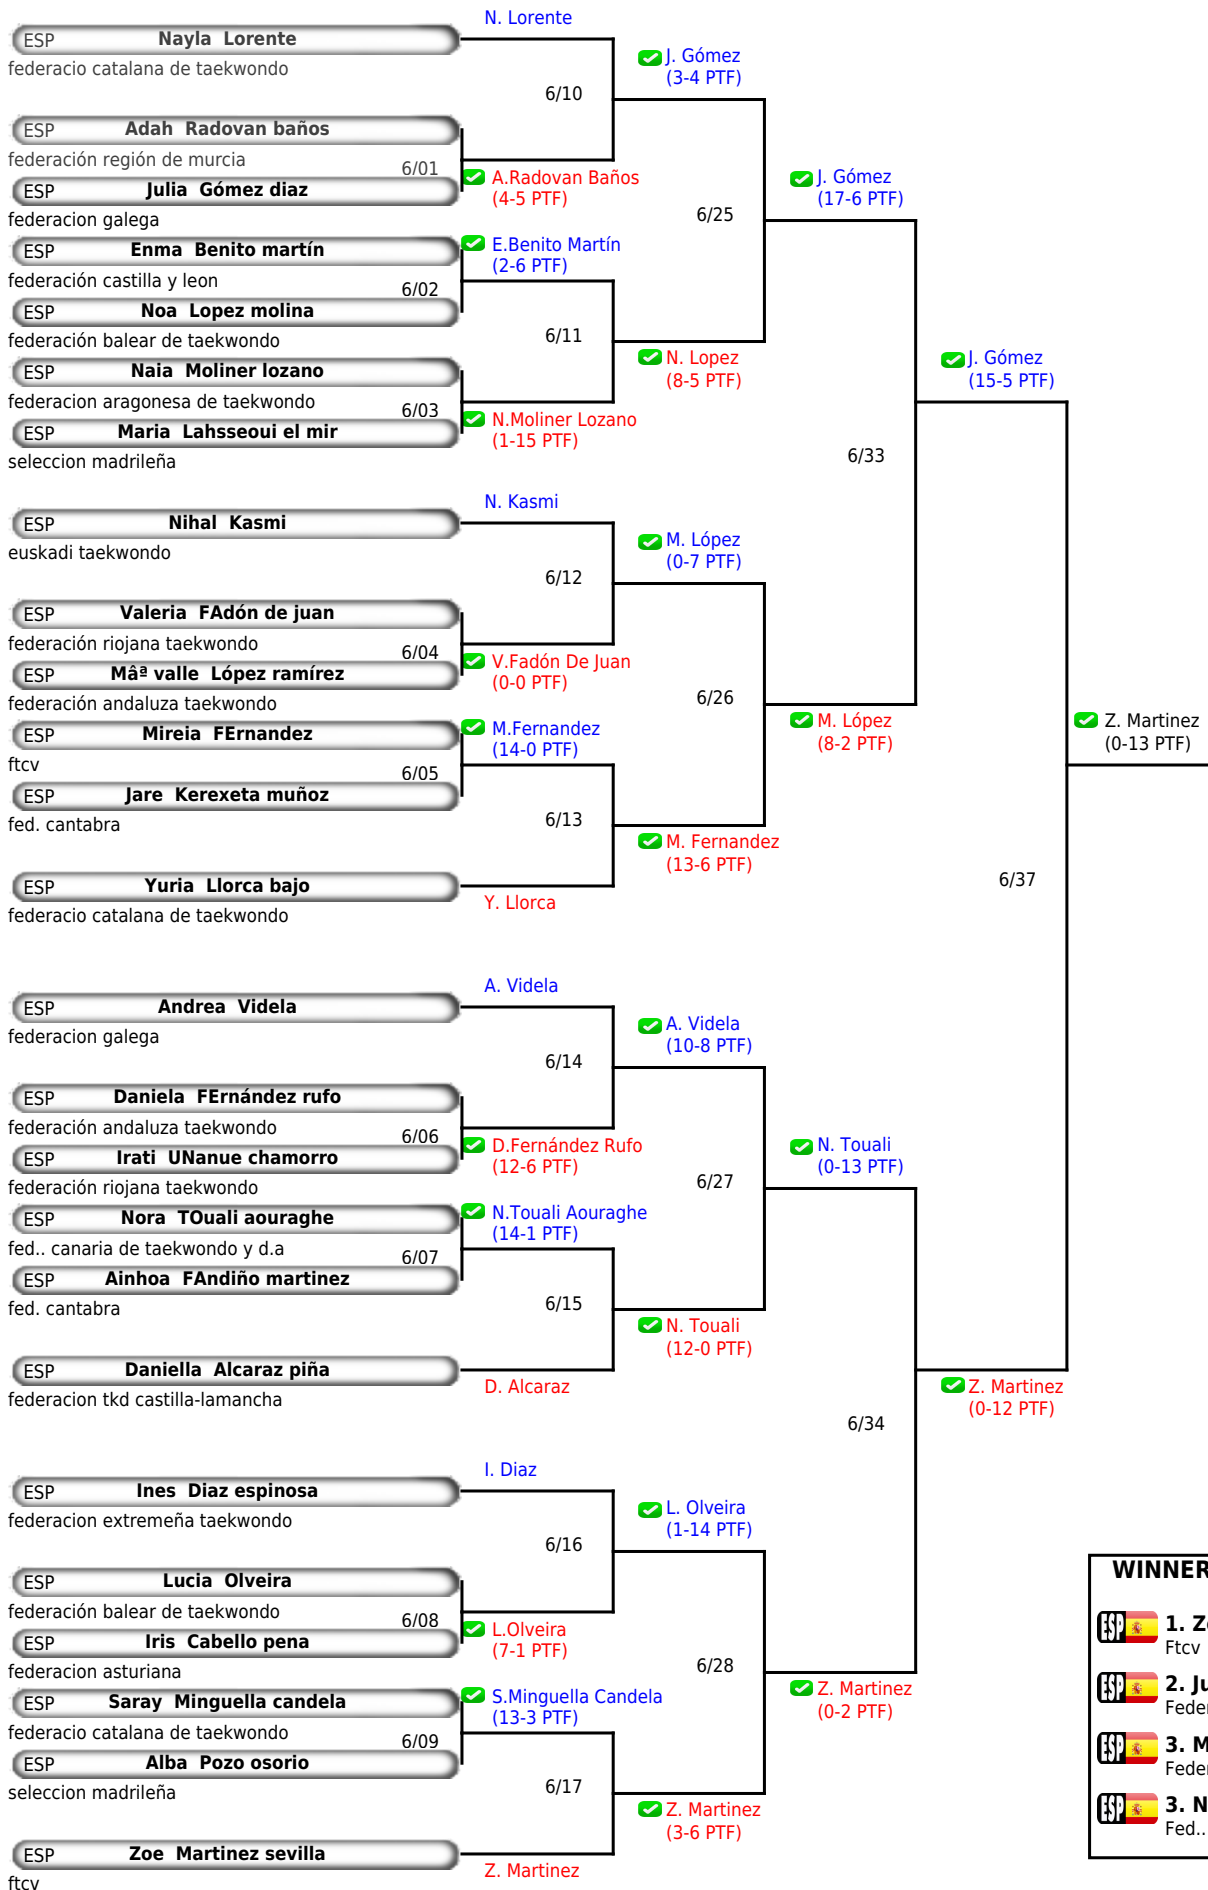 N. Lorente
ESP Nayla Lorente
federacio catalana de taekwondo
J. Gómez
(3-4 PTF)
6/10
ESP Adah Radovan baños
federación región de murcia
6/01
A.Radovan Baños
(4-5 PTF)
J. Gómez
(17-6 PTF)
ESP Julia Gómez diaz
federacion galega
6/25
ESP Enma Benito martín
E.Benito Martín
(2-6 PTF)
federación castilla y leon
6/02
ESP Noa Lopez molina
federación balear de taekwondo
6/11
N. Lopez
(8-5 PTF)
J. Gómez
(15-5 PTF)
ESP Naia Moliner lozano
federacion aragonesa de taekwondo
6/03
N.Moliner Lozano
(1-15 PTF)
ESP Maria Lahsseoui el mir
seleccion madrileña
6/33
N. Kasmi
ESP Nihal Kasmi
euskadi taekwondo
M. López
(0-7 PTF)
6/12
ESP Valeria FAdón de juan
federación riojana taekwondo
6/04
V.Fadón De Juan
(0-0 PTF)
ESP Mâª valle López ramírez
federación andaluza taekwondo
6/26
ESP Mireia FErnandez
M.Fernandez
(14-0 PTF)
M. López
(8-2 PTF)
Z. Martinez
(0-13 PTF)
ftcv
6/05
ESP Jare Kerexeta muñoz
fed. cantabra
6/13
M. Fernandez
(13-6 PTF)
ESP Yuria Llorca bajo
Y. Llorca
federacio catalana de taekwondo
6/37
A. Videla
ESP Andrea Videla
federacion galega
A. Videla
(10-8 PTF)
6/14
ESP Daniela FErnández rufo
federación andaluza taekwondo
6/06
D.Fernández Rufo
(12-6 PTF)
N. Touali
(0-13 PTF)
ESP Irati UNanue chamorro
federación riojana taekwondo
6/27
ESP Nora TOuali aouraghe
N.Touali Aouraghe
(14-1 PTF)
fed.. canaria de taekwondo y d.a
6/07
ESP Ainhoa FAndiño martinez
fed. cantabra
6/15
N. Touali
(12-0 PTF)
ESP Daniella Alcaraz piña
D. Alcaraz
federacion tkd castilla-lamancha
Z. Martinez
(0-12 PTF)
6/34
I. Diaz
ESP Ines Diaz espinosa
federacion extremeña taekwondo
L. Olveira
(1-14 PTF)
6/16
ESP Lucia Olveira
federación balear de taekwondo
6/08
L.Olveira
(7-1 PTF)
ESP Iris Cabello pena
federacion asturiana
6/28
ESP Saray Minguella candela
S.Minguella Candela
(13-3 PTF)
Z. Martinez
(0-2 PTF)
federacio catalana de taekwondo
6/09
ESP Alba Pozo osorio
seleccion madrileña
6/17
Z. Martinez
(3-6 PTF)
ESP Zoe Martinez sevilla
Z. Martinez
ftcv
WINNER
ESP 1. Z
Ftcv
ESP 2. Ju
Feder
ESP 3. M
Feder
ESP 3. N
Fed..